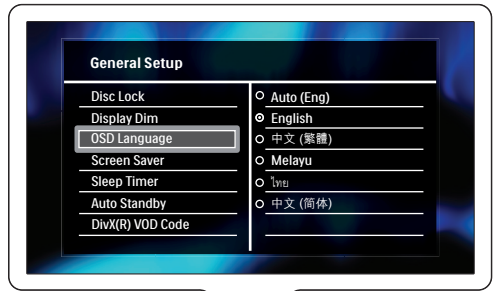 General Setup
Disc Lock
Display Dim
OSD Language
Screen Saver
Sleep Timer
Auto Standby
DivX(R) VOD Code
Auto (Eng)
English
中文 (繁體)
Melayu
ไทย
中文 (简体)